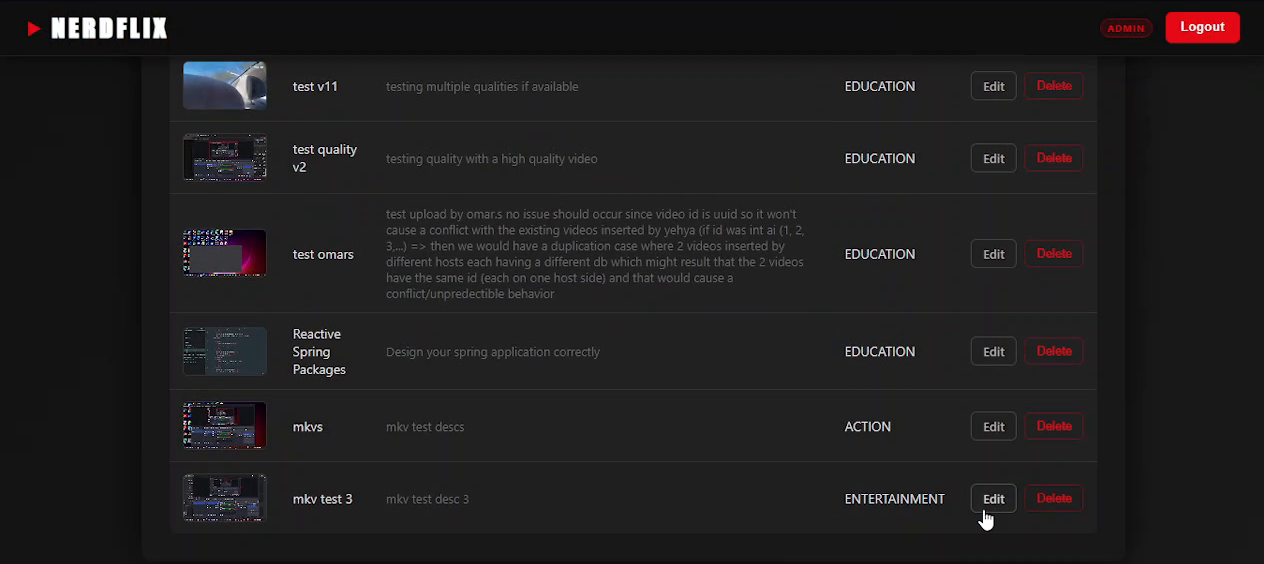 NERDFLIX
ADMIN
Logout
test v11
testing multiple qualities if available
EDUCATION
Edit
Delete
test quality
v2
testing quality with a high quality video
EDUCATION
Edit
Delete
test omars
test upload by omar.s no issue should occur since video id is uuid so it won't
cause a conflict with the existing videos inserted by yehya (if id was int ai (1, 2,
3,...) => then we would have a duplication case where 2 videos inserted by
different hosts each having a different db which might result that the 2 videos
have the same id (each on one host side) and that would cause a
conflict/unpredectible behavior
EDUCATION
Edit
Delete
Reactive
Spring
Packages
Design your spring application correctly
EDUCATION
Edit
Delete
mkvs
mkv test descs
ACTION
Edit
Delete
mkv test 3
mkv test desc 3
ENTERTAINMENT
Edit
Delete